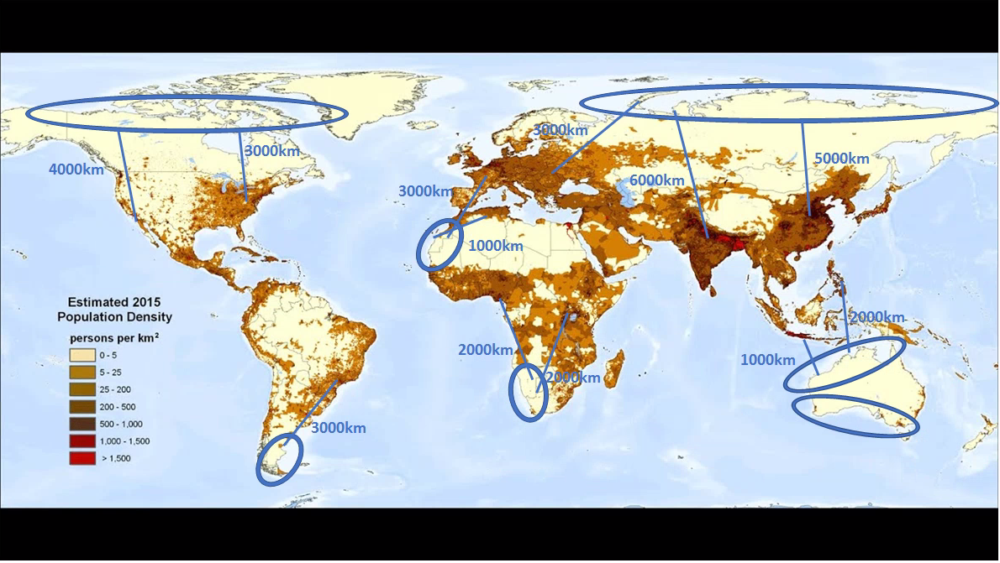 3000km
3000km
4000km
5000km
6000km
3000km
1000km
Estimated 2015
Population Density
persons per km²
0 - 5
5 - 25
25 - 200
200 - 500
500 - 1,000
1,000 - 1,500
> 1,500
2000km
2000km
1000km
2000km
3000km